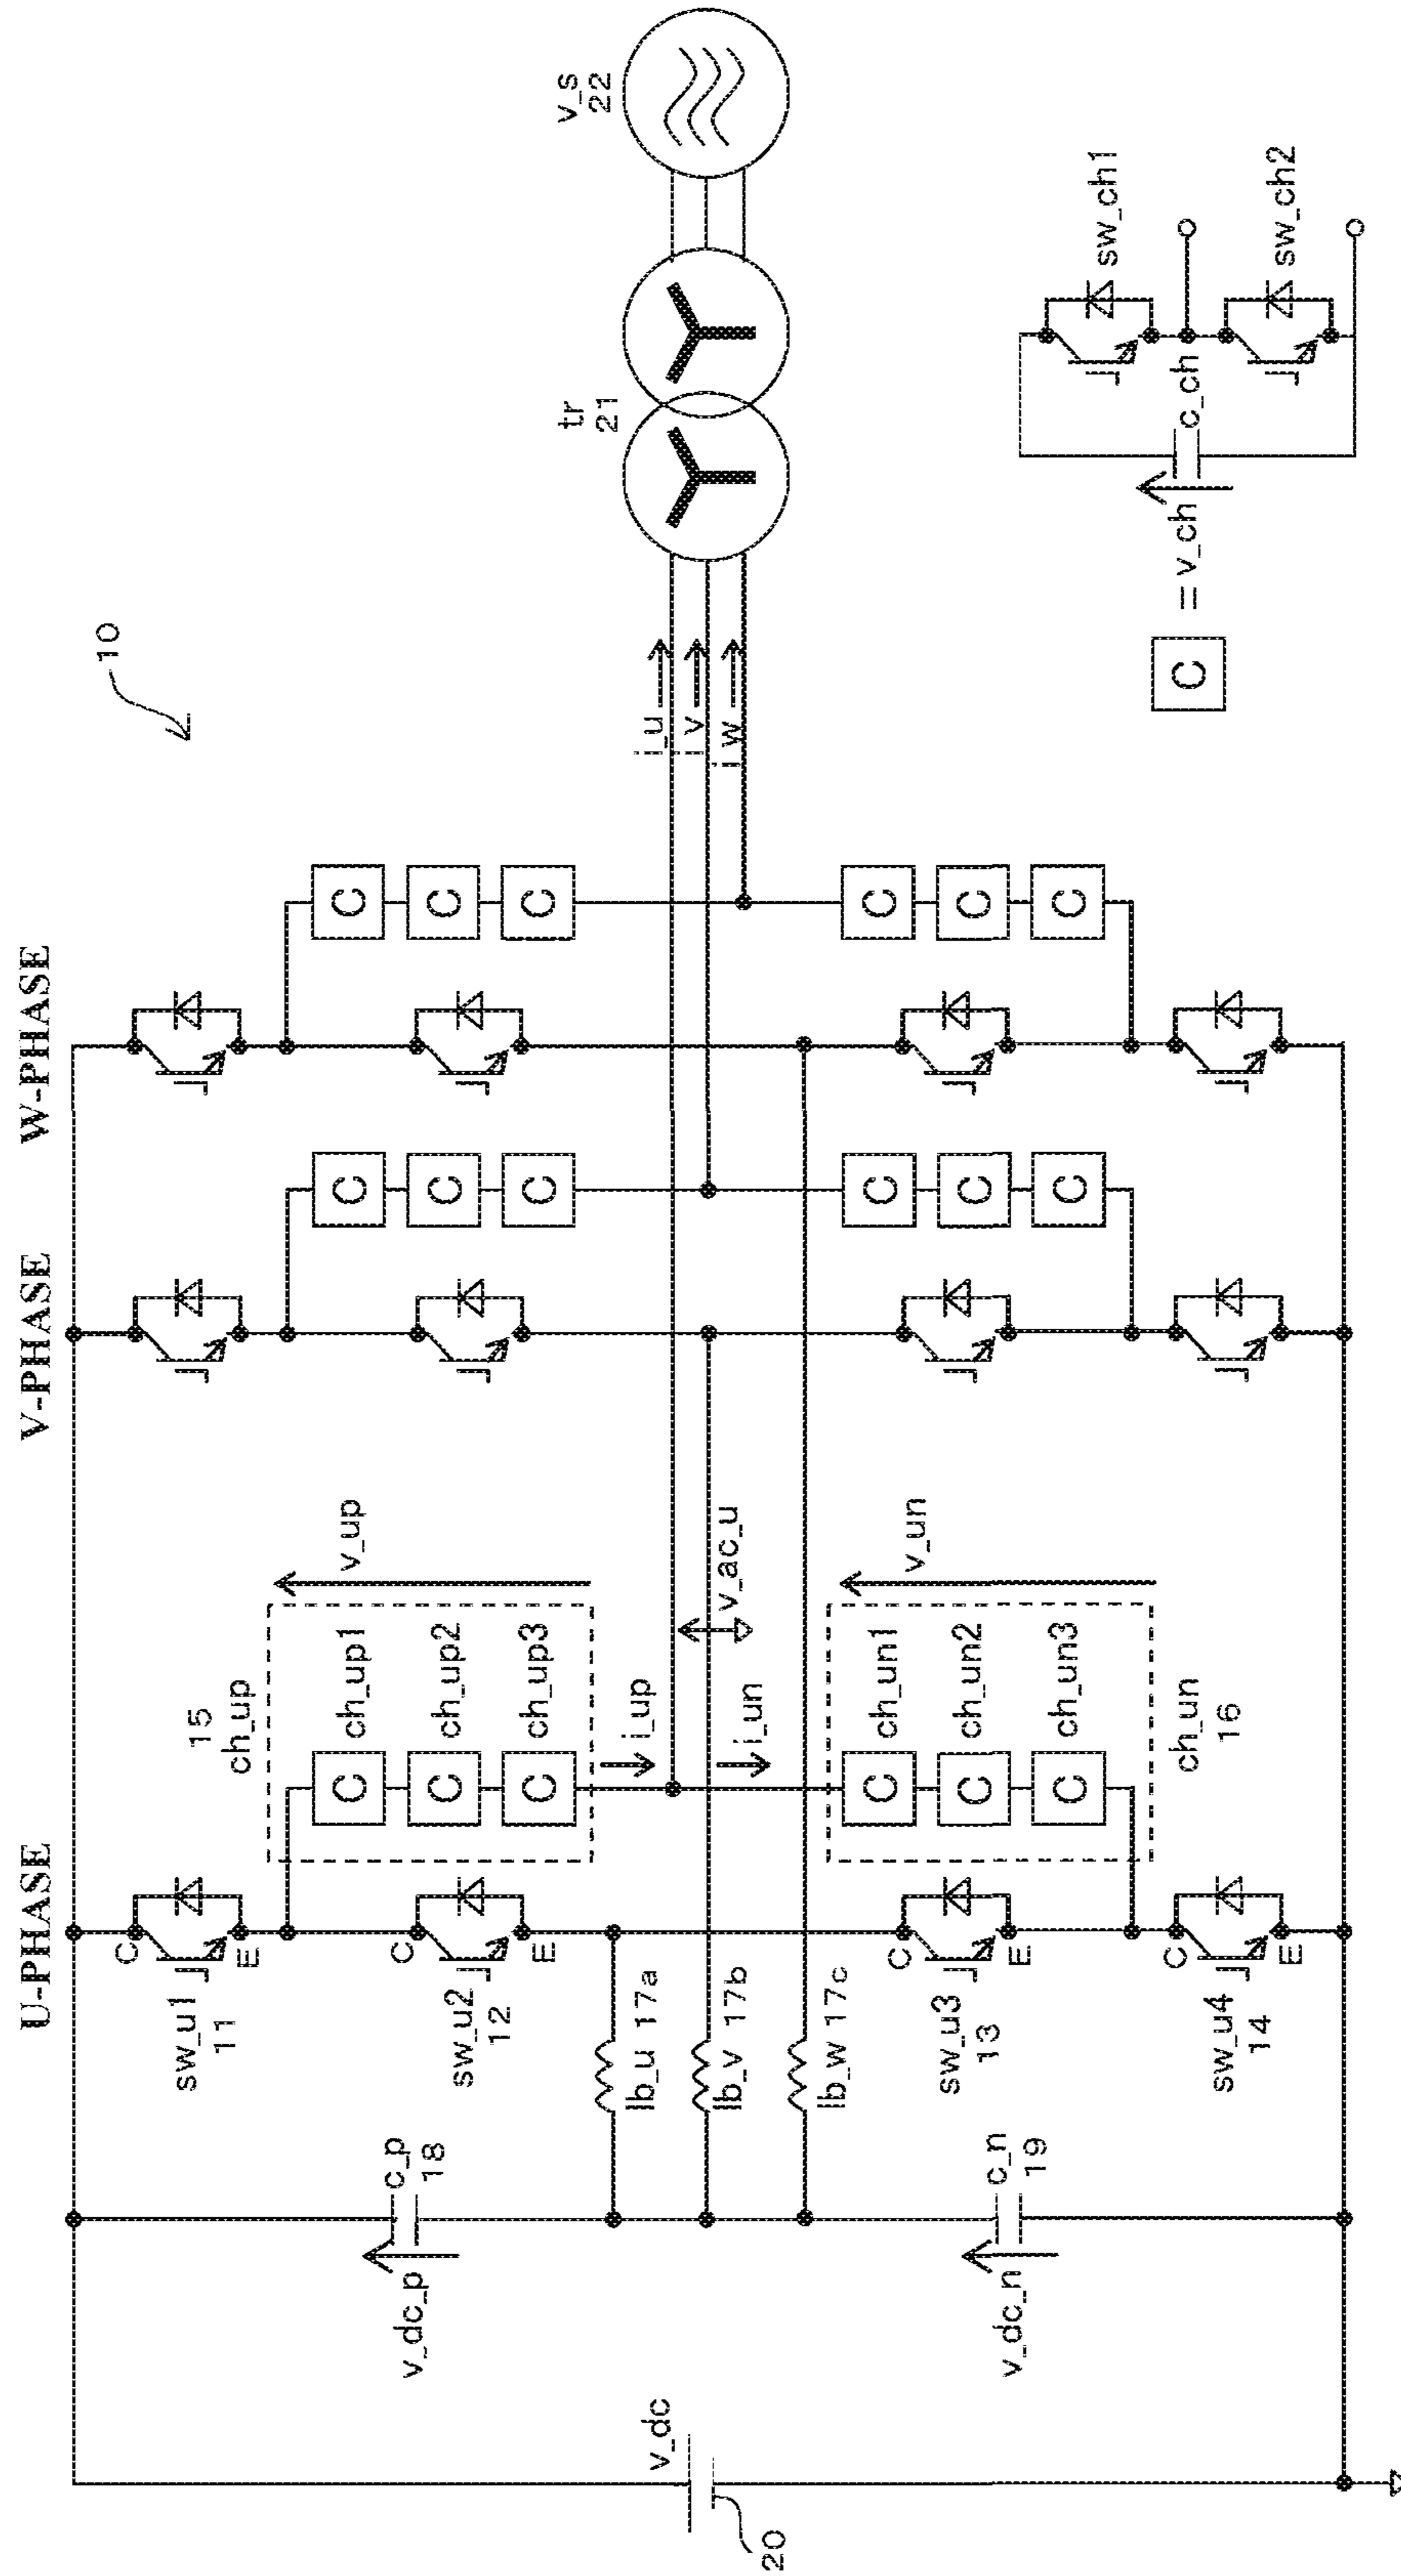 U-PHASE
V-PHASE
W-PHASE
10
v_dc
20
v_dc_p
c_p
18
v_dc_n
c_n
19
lb_u 17a
lb_v 17b
lb_w 17c
sw_u1
11
C
E
sw_u2
12
C
E
sw_u3
13
C
E
sw_u4
14
C
E
15
ch_up
C ch_up1
C ch_up2
C ch_up3
v_up
i_up
v_ac_u
i_un
C ch_un1
C ch_un2
C ch_un3
v_un
ch_un
16
C
C
C
C
C
C
C
C
C
C
C
C
i_u
i_v
i_w
tr
21
v_s
22
C = v_ch
c_ch
sw_ch1
sw_ch2